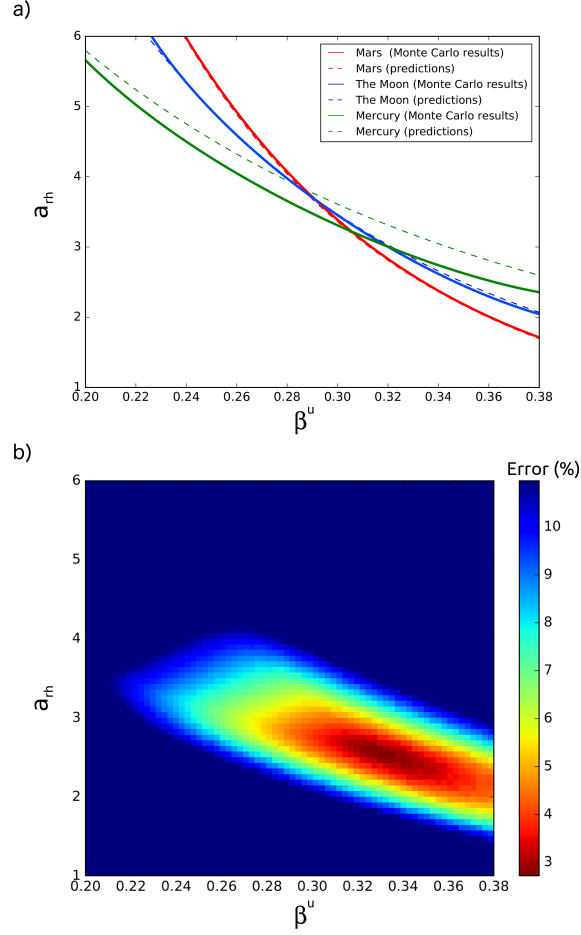 a)
6
5
4
3
2
1
a_rh
Mars (Monte Carlo results)
Mars (predictions)
The Moon (Monte Carlo results)
The Moon (predictions)
Mercury (Monte Carlo results)
Mercury (predictions)
0.20 0.22 0.24 0.26 0.28 0.30 0.32 0.34 0.36 0.38
β^u
b)
Error (%)
6
5
4
3
2
1
a_rh
10
9
8
7
6
5
4
3
0.20 0.22 0.24 0.26 0.28 0.30 0.32 0.34 0.36 0.38
β^u